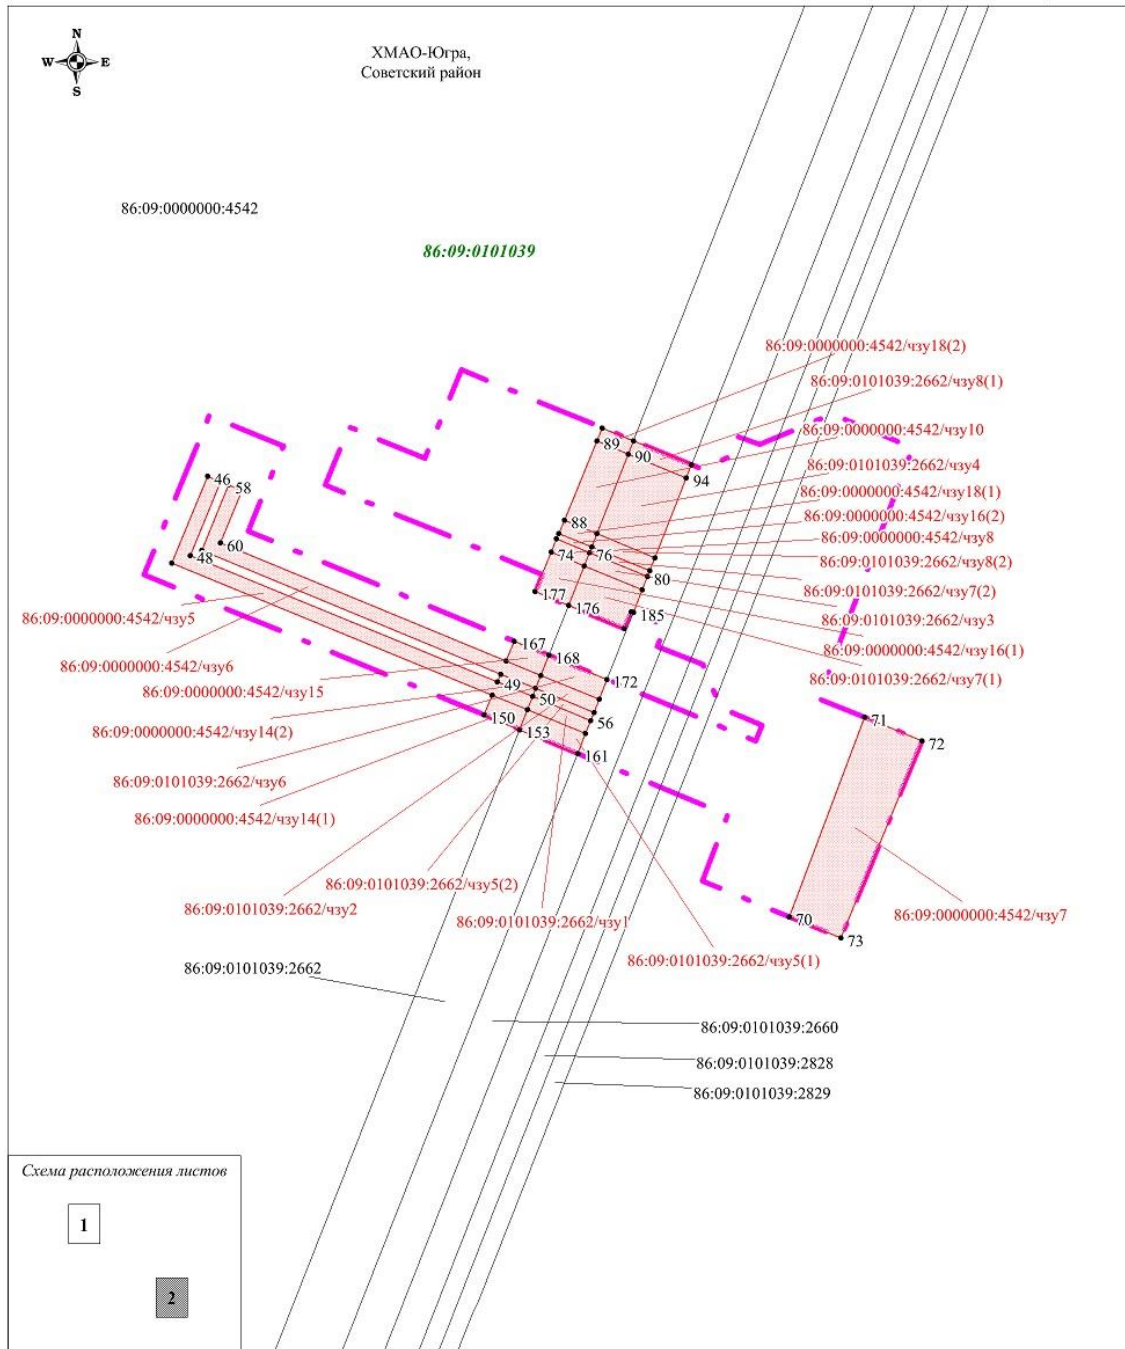 N
W E
S
ХМАО-Югра,
Советский район
86:09:0000000:4542
86:09:0101039
86:09:0000000:4542/чзу18(2)
86:09:0101039:2662/чзу8(1)
86:09:0000000:4542/чзу10
86:09:0101039:2662/чзу4
86:09:0000000:4542/чзу18(1)
86:09:0000000:4542/чзу16(2)
86:09:0000000:4542/чзу8
86:09:0101039:2662/чзу8(2)
86:09:0101039:2662/чзу7(2)
86:09:0101039:2662/чзу3
86:09:0000000:4542/чзу16(1)
86:09:0101039:2662/чзу7(1)
89
90
94
46
58
88
74
76
80
60
48
177
176
185
86:09:0000000:4542/чзу5
86:09:0000000:4542/чзу6
86:09:0000000:4542/чзу15
86:09:0000000:4542/чзу14(2)
86:09:0101039:2662/чзу6
86:09:0000000:4542/чзу14(1)
167
168
172
49
50
56
150
153
161
71
72
70
73
86:09:0101039:2662/чзу5(2)
86:09:0101039:2662/чзу2
86:09:0101039:2662/чзу1
86:09:0000000:4542/чзу7
86:09:0101039:2662/чзу5(1)
86:09:0101039:2662
86:09:0101039:2660
86:09:0101039:2828
86:09:0101039:2829
Схема расположения листов
1
2